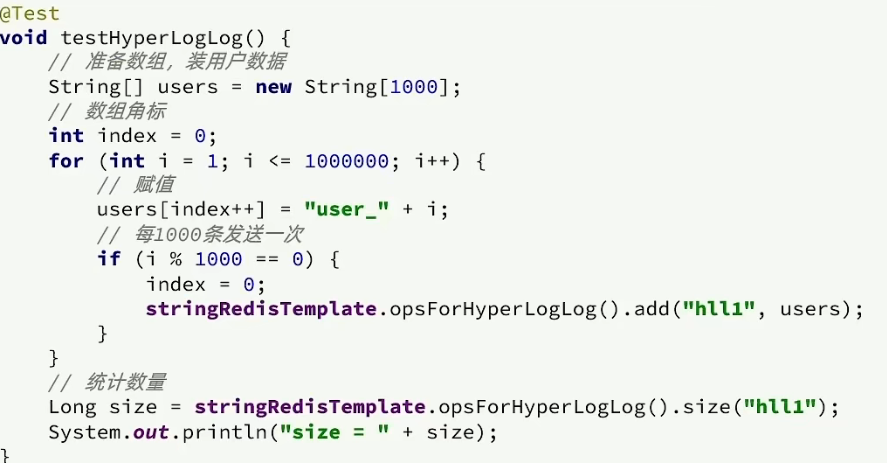 @Test
void testHyperLogLog() {
    // 准备数组，装用户数据
    String[] users = new String[1000];
    // 数组角标
    int index = 0;
    for (int i = 1; i <= 1000000; i++) {
        // 赋值
        users[index++] = "user_" + i;
        // 每1000条发送一次
        if (i % 1000 == 0) {
            index = 0;
            stringRedisTemplate.opsForHyperLogLog().add("hll1", users);
        }
    }
    // 统计数量
    Long size = stringRedisTemplate.opsForHyperLogLog().size("hll1");
    System.out.println("size = " + size);
}